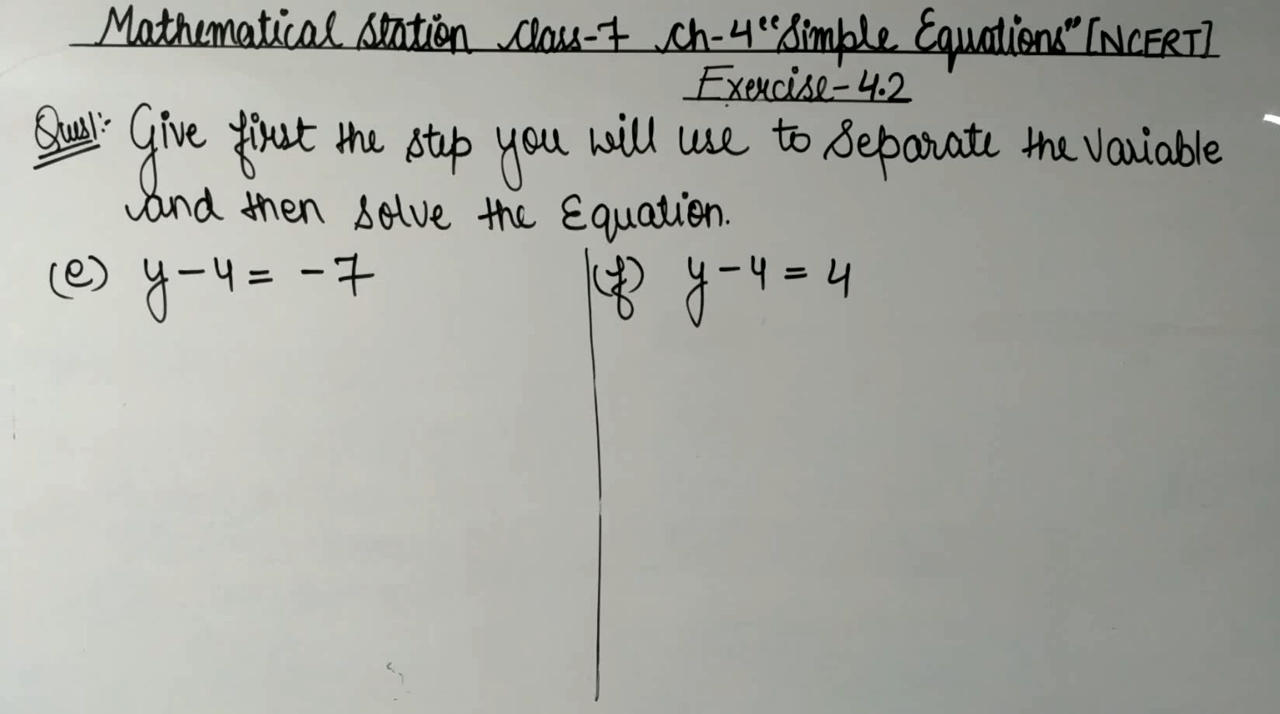 Mathematical Station Class-7 Ch-4 "Simple Equations" [NCERT]
Exercise-4.2
Ques1:- Give first the step you will use to separate the variable
and then solve the Equation.
(e) y-4 = -7
(f) y-4 = 4